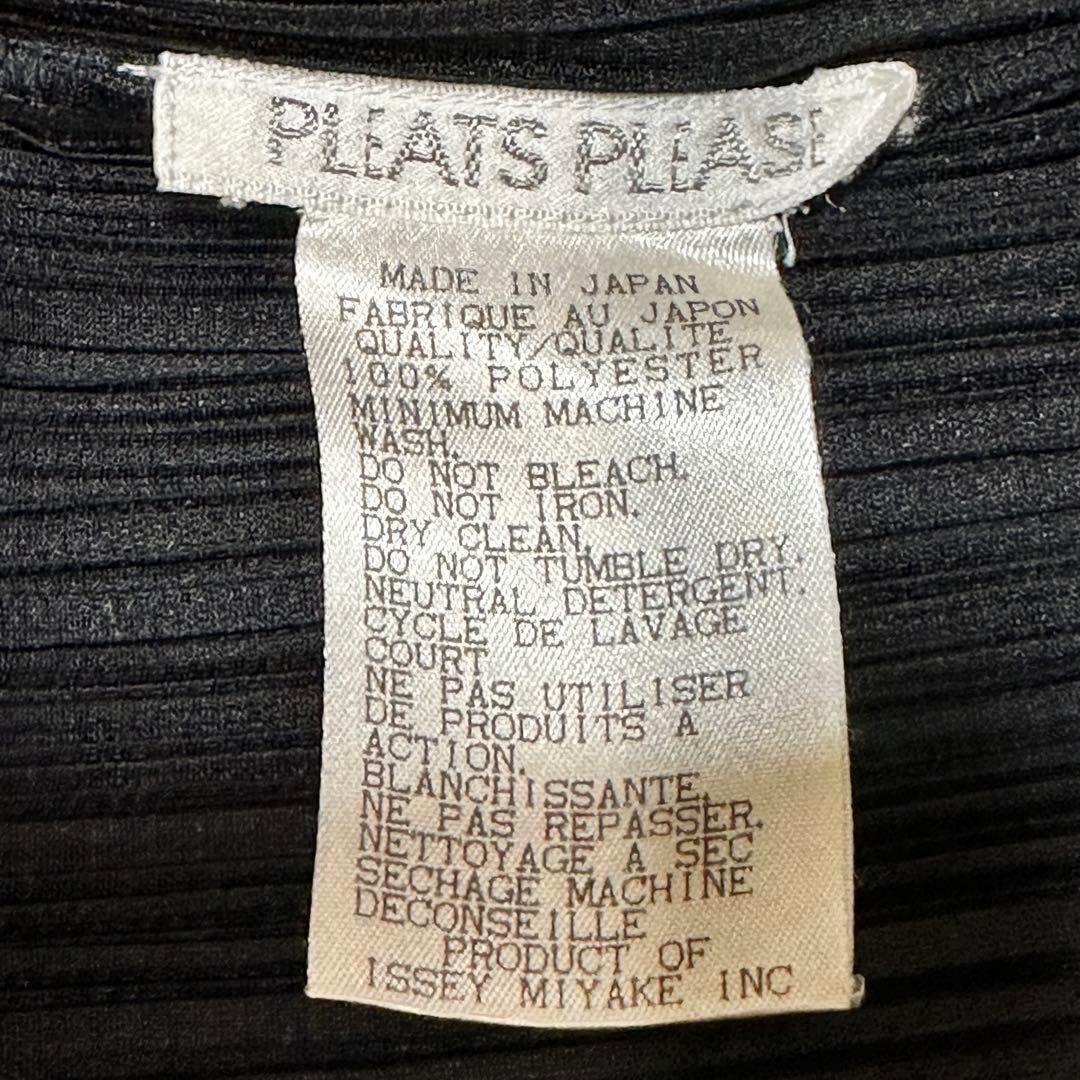 PLEATS PLEASE
MADE IN JAPAN
FABRIQUE AU JAPON
QUALITY/QUALITE
100% POLYESTER
MINIMUM MACHINE
WASH.
DO NOT BLEACH.
DO NOT IRON.
DRY CLEAN.
DO NOT TUMBLE DRY.
NEUTRAL DETERGENT.
CYCLE DE LAVAGE
COURT
NE PAS UTILISER
DE PRODUITS A
ACTION.
BLANCHISSANTE.
NE PAS REPASSER.
NETTOYAGE A SEC
SECHAGE MACHINE
DECONSEILLE
PRODUCT OF
ISSEY MIYAKE INC